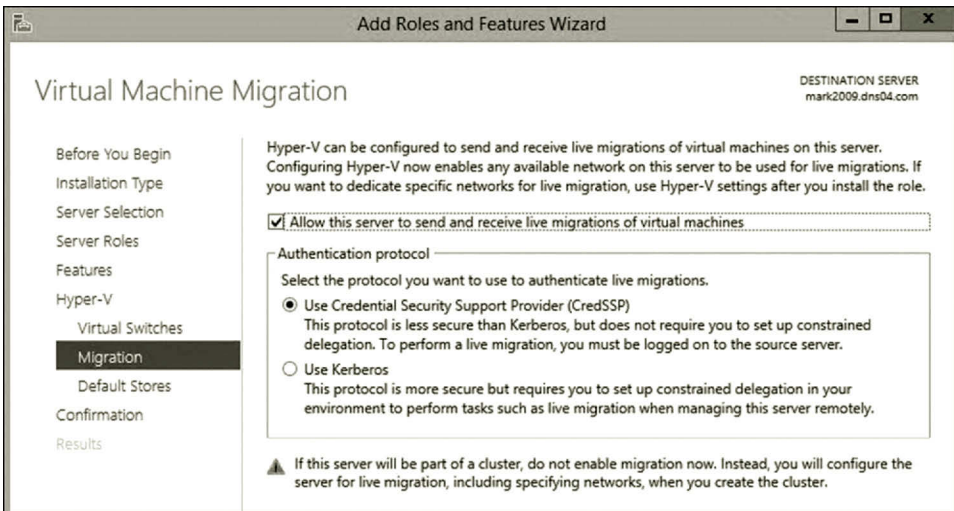 Add Roles and Features Wizard
Virtual Machine Migration
DESTINATION SERVER
mark2009.dns04.com
Before You Begin
Installation Type
Server Selection
Server Roles
Features
Hyper-V
Virtual Switches
Migration
Default Stores
Confirmation
Results
Hyper-V can be configured to send and receive live migrations of virtual machines on this server.
Configuring Hyper-V now enables any available network on this server to be used for live migrations. If
you want to dedicate specific networks for live migration, use Hyper-V settings after you install the role.
Allow this server to send and receive live migrations of virtual machines
Authentication protocol
Select the protocol you want to use to authenticate live migrations.
Use Credential Security Support Provider (CredSSP)
This protocol is less secure than Kerberos, but does not require you to set up constrained
delegation. To perform a live migration, you must be logged on to the source server.
Use Kerberos
This protocol is more secure but requires you to set up constrained delegation in your
environment to perform tasks such as live migration when managing this server remotely.
If this server will be part of a cluster, do not enable migration now. Instead, you will configure the
server for live migration, including specifying networks, when you create the cluster.